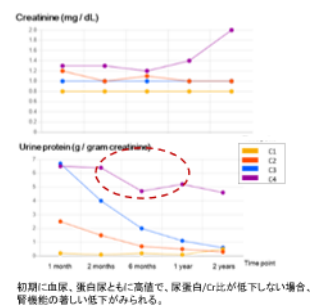 Creatinine (mg / dL)
2.0
1.8
1.6
1.4
1.2
1.0
0.8
0.6
0.4
0.2
0
Urine protein (g / gram creatinine)
7
6
5
4
3
2
1
0
C1
C2
C3
C4
1 month
2 months
6 months
1 year
2 years
Time point
初期に血尿、蛋白尿ともに高値で、尿蛋白/Cr比が低下しない場合、
腎機能の著しい低下がみられる。